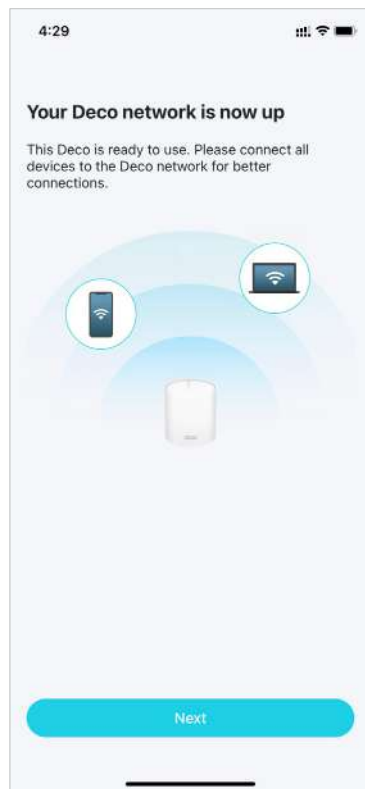 4:29
Your Deco network is now up
This Deco is ready to use. Please connect all
devices to the Deco network for better
connections.
Next